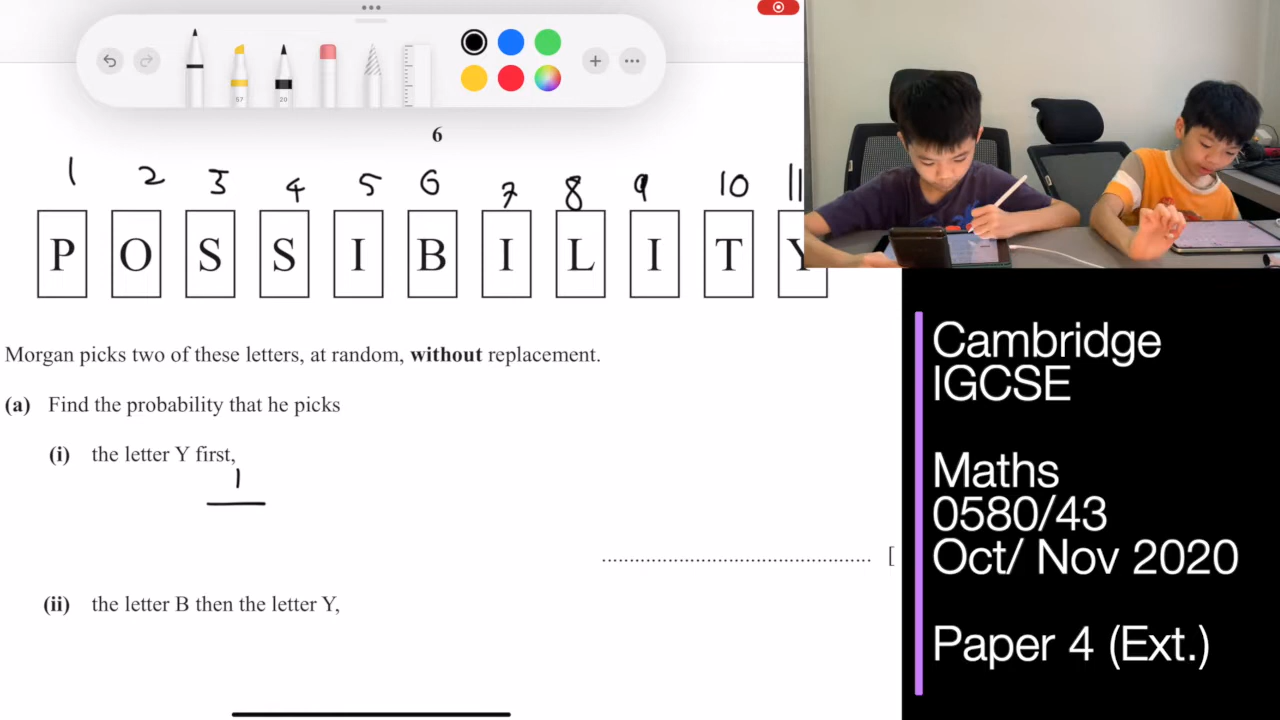 57
20
6
1 2 3 4 5 6 7 8 9 10 11
P O S S I B I L I T Y
Morgan picks two of these letters, at random, without replacement.
(a) Find the probability that he picks
(i) the letter Y first,
1
[
(ii) the letter B then the letter Y,
Cambridge
IGCSE
Maths
0580/43
Oct/ Nov 2020
Paper 4 (Ext.)